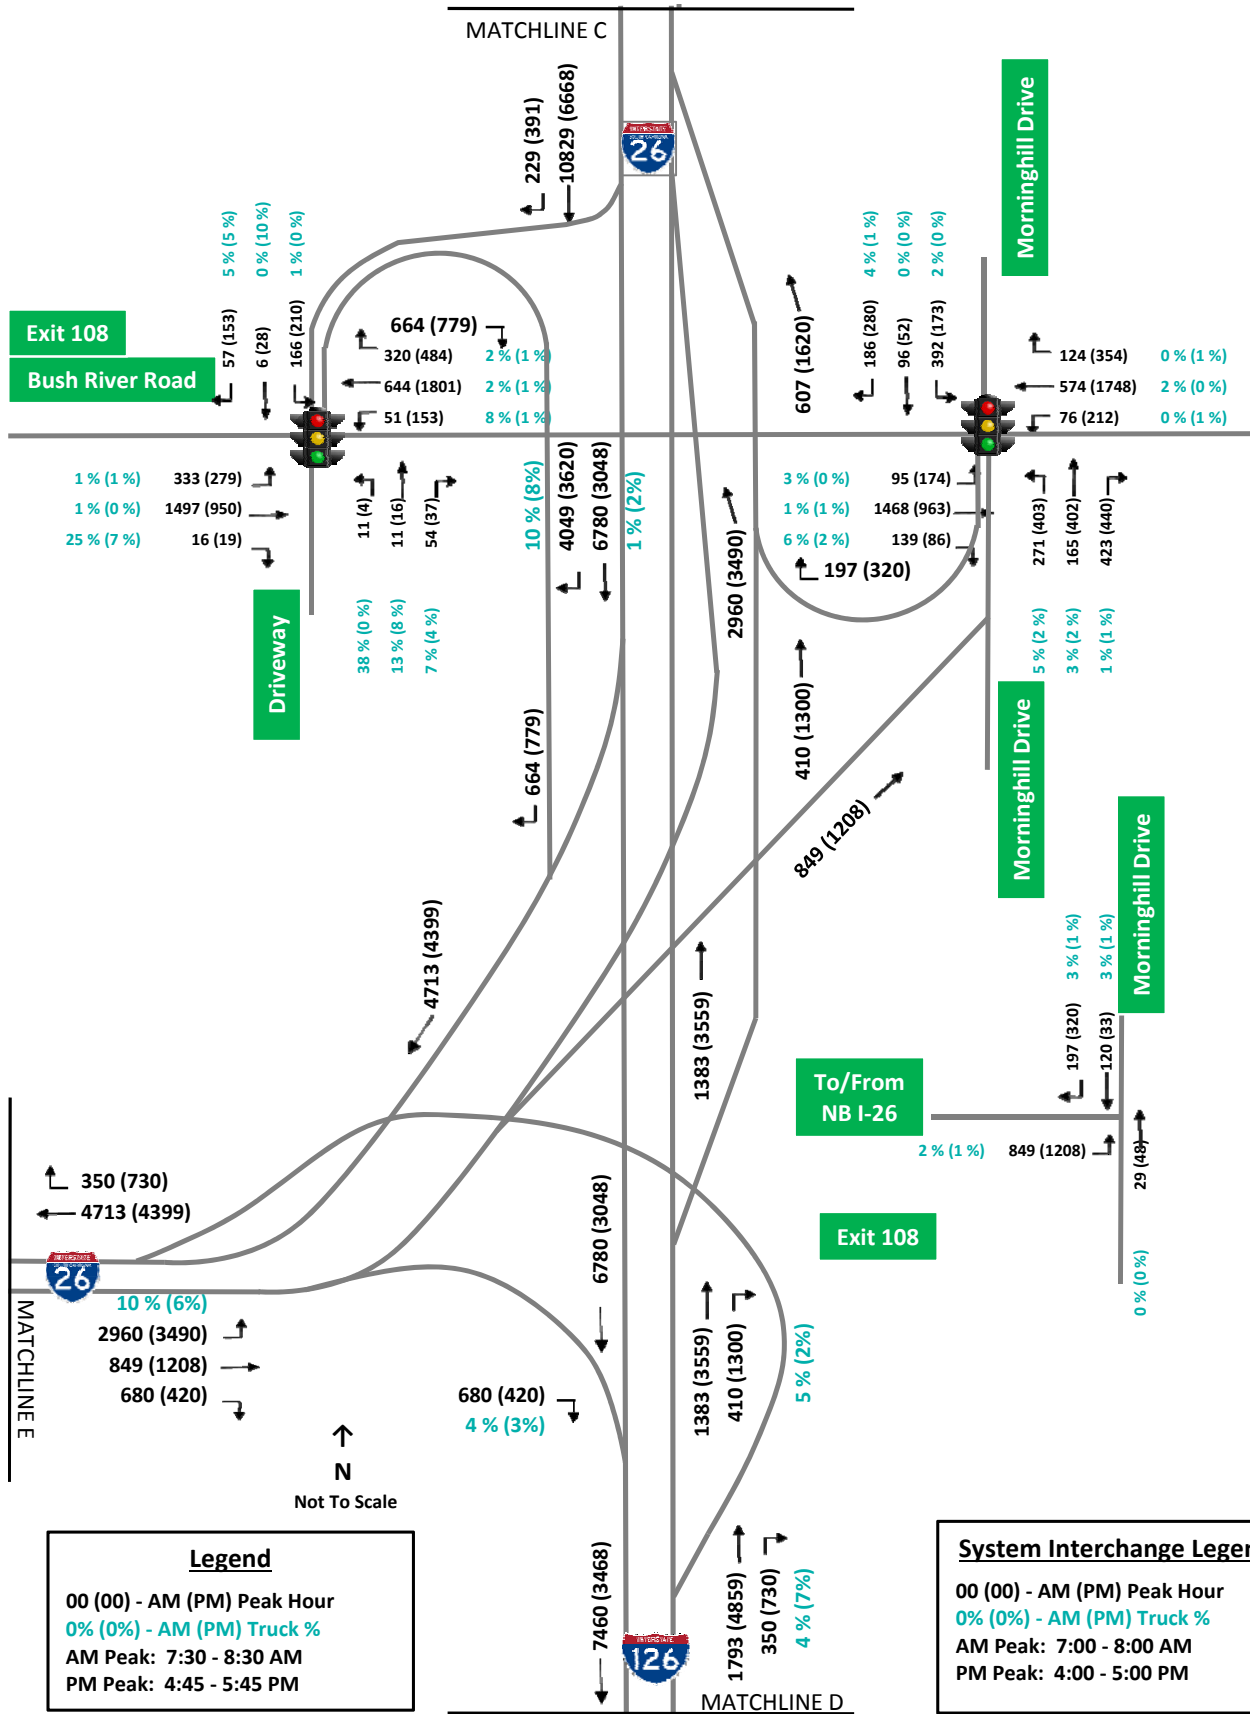 MATCHLINE C
229 (391)
10829 (6668)
INTERSTATE
26
Morninghill Drive
5 % (5 %)
0% (10 %)
1 % (0 %)
57 (153)
6 (28)
166 (210)
Exit 108
Bush River Road
664 (779)
320 (484) 2 % (1 %)
644 (1801) 2 % (1 %)
51 (153) 8 % (1 %)
607 (1620)
4 % (1 %)
0 % (0 %)
2 % (0 %)
186 (280)
96 (52)
392 (173)
124 (354) 0 % (1 %)
574 (1748) 2 % (0 %)
76 (212) 0 % (1 %)
1 % (1 %) 333 (279)
1 % (0 %) 1497 (950)
25 % (7 %) 16 (19)
11 (4)
11 (16)
54 (37)
38 % (0 %)
13 % (8 %)
7 % (4 %)
Driveway
10 % (8%)
4049 (3620)
6780 (3048)
1 % (2%)
2960 (3490)
3 % (0 %) 95 (174)
1 % (1 %) 1468 (963)
6 % (2 %) 139 (86)
197 (320)
271 (403)
165 (402)
423 (440)
5 % (2 %)
3 % (2 %)
1 % (1 %)
Morninghill Drive
664 (779)
410 (1300)
849 (1208)
4713 (4399)
1383 (3559)
Morninghill Drive
3 % (1 %)
3 % (1 %)
197 (320)
120 (33)
To/From
NB I-26
2 % (1 %) 849 (1208)
29 (48)
0 % (0 %)
Exit 108
350 (730)
4713 (4399)
INTERSTATE
26
10 % (6%)
2960 (3490)
849 (1208)
680 (420)
MATCHLINE E
6780 (3048)
680 (420)
4 % (3%)
1383 (3559)
410 (1300)
5 % (2%)
N
Not To Scale
7460 (3468)
INTERSTATE
126
1793 (4859)
350 (730)
4 % (7%)
MATCHLINE D
Legend
00 (00) - AM (PM) Peak Hour
0% (0%) - AM (PM) Truck %
AM Peak: 7:30 - 8:30 AM
PM Peak: 4:45 - 5:45 PM
System Interchange Leger
00 (00) - AM (PM) Peak Hour
0% (0%) - AM (PM) Truck %
AM Peak: 7:00 - 8:00 AM
PM Peak: 4:00 - 5:00 PM